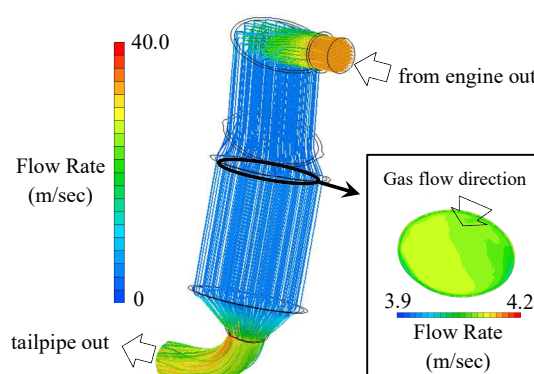 40.0
from engine out
Flow Rate
(m/sec)
Gas flow direction
0
3.9
4.2
tailpipe out
Flow Rate
(m/sec)